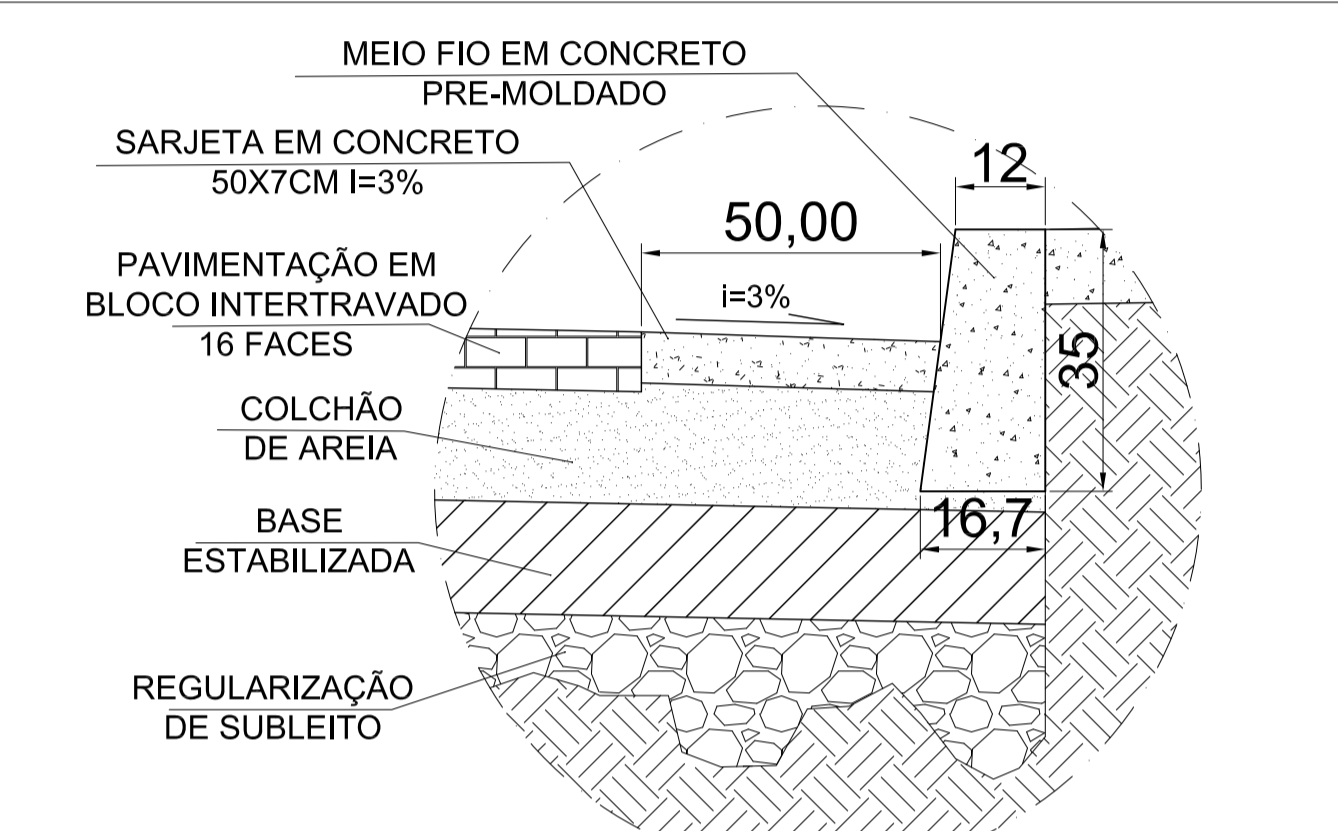 MEIO FIO EM CONCRETO
PRE-MOLDADO
SARJETA EM CONCRETO
50X7CM I=3%
12
50,00
PAVIMENTAÇÃO EM
BLOCO INTERTRAVADO
16 FACES
i=3%
35
COLCHÃO
DE AREIA
BASE
ESTABILIZADA
16,7
REGULARIZAÇÃO
DE SUBLEITO